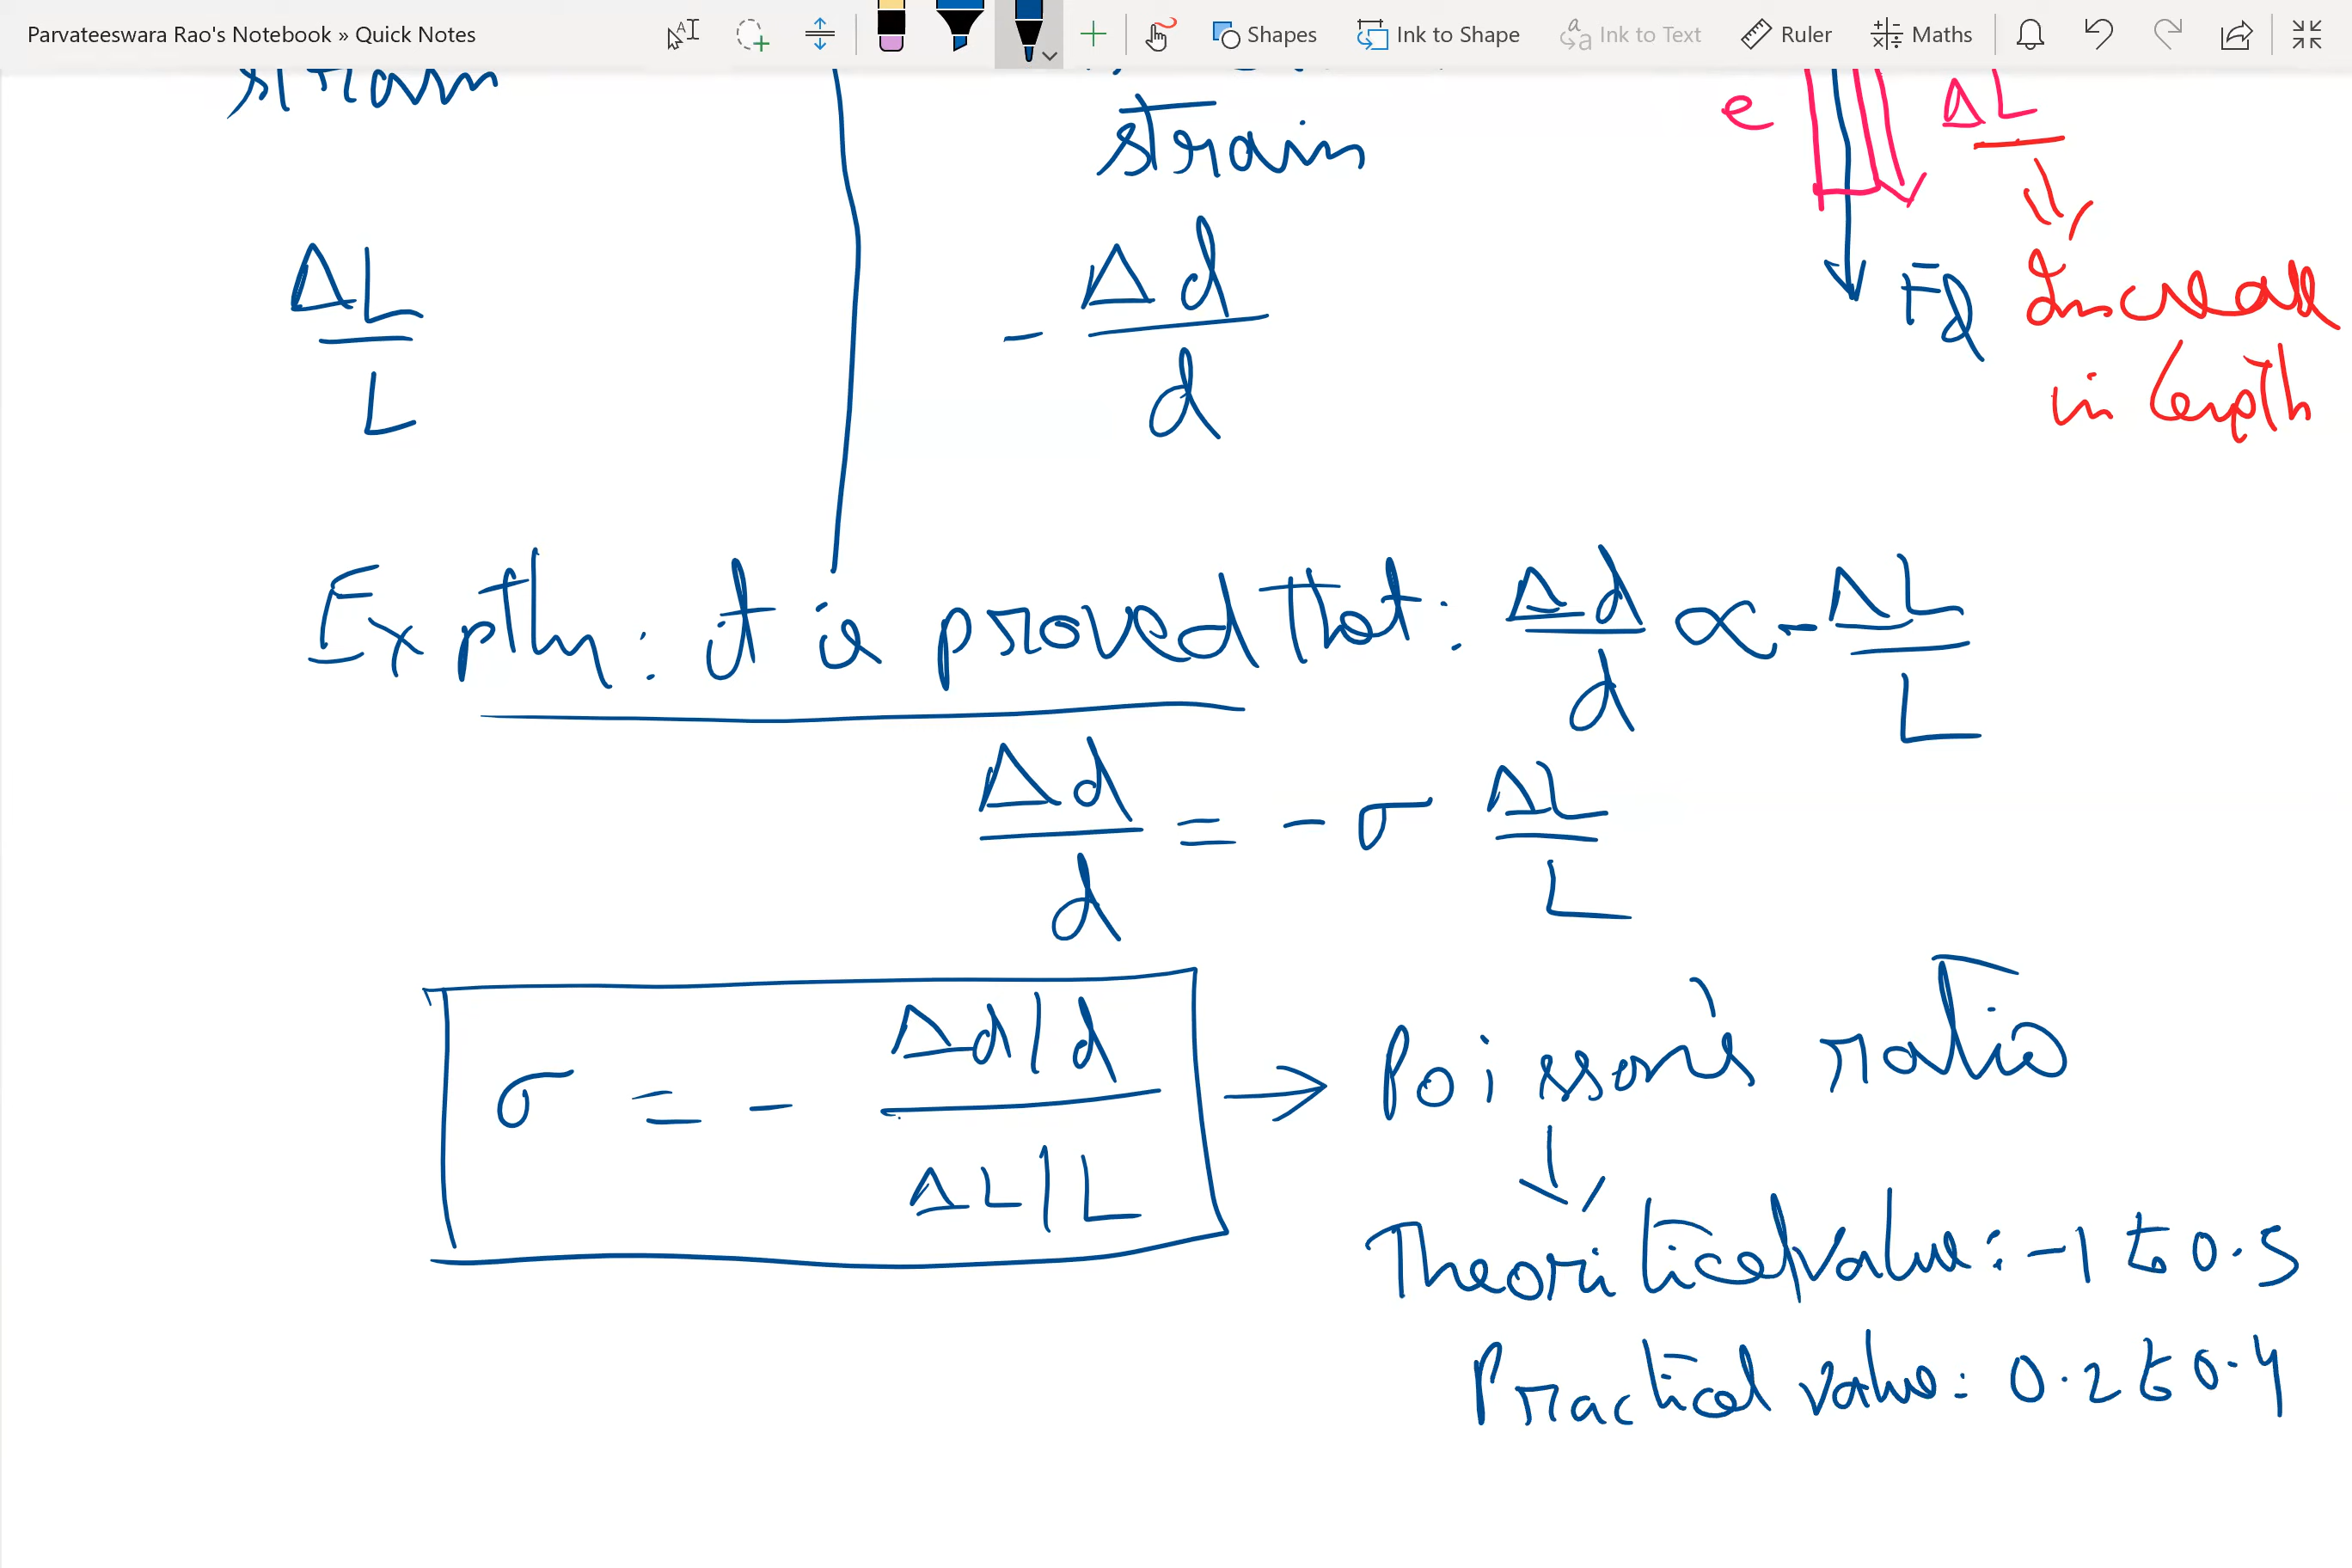 Parvateeswara Rao's Notebook » Quick Notes
Shapes
Ink to Shape
Ink to Text
Ruler
Maths
strain
strain
ΔL
L
- Δd
d
e
ΔL
Increase
in length
: it is proved that: Δd/d ∝ - ΔL/L
Δd/d = - σ ΔL/L
σ = - Δd|d / ΔL|L → Poisson's ratio
Theoritical value: -1 to 0.5
Practical value: 0.2 to 0.4